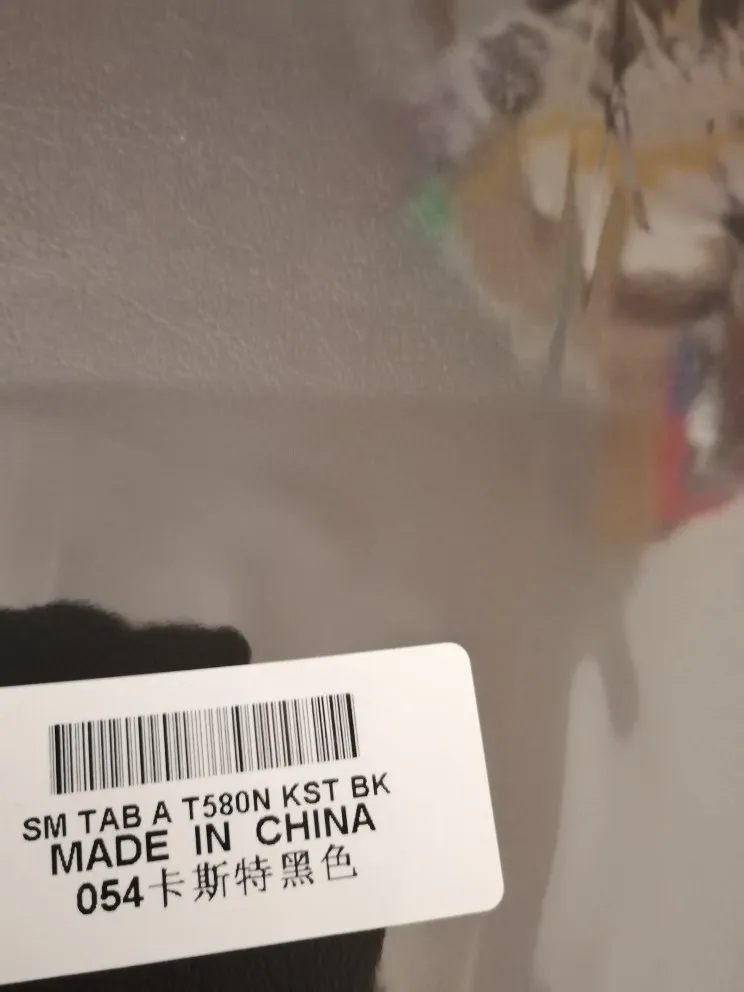 SM TAB A T580N KST BK
MADE IN CHINA
054卡斯特黑色